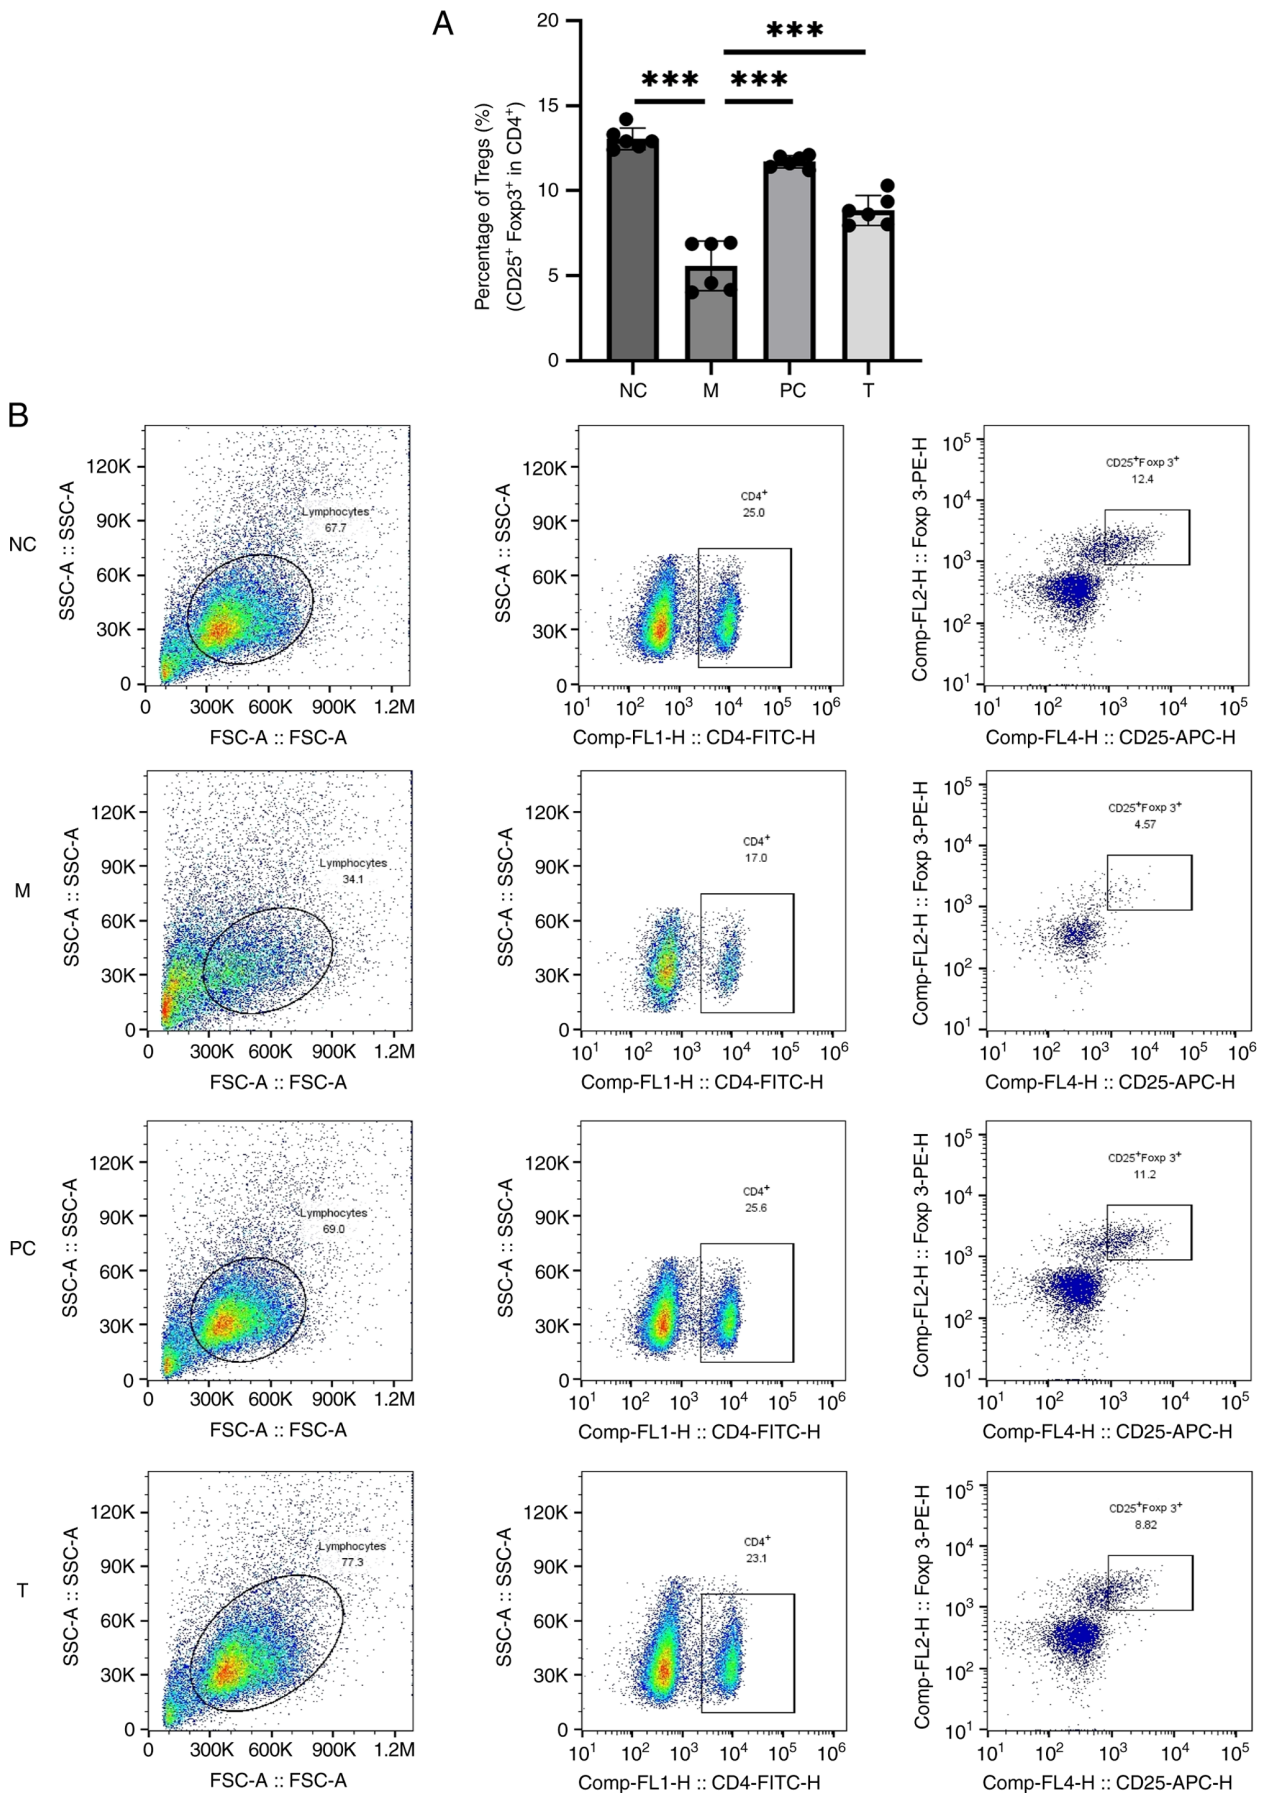 A
Percentage of Tregs (%)
(CD25⁺ Foxp3⁺ in CD4⁺)
20
15
10
5
0
***
***
***
NC
M
PC
T
B
NC
SSC-A :: SSC-A
120K
90K
60K
30K
0
Lymphocytes
67.7
0 300K 600K 900K 1.2M
FSC-A :: FSC-A
SSC-A :: SSC-A
120K
90K
60K
30K
0
CD4⁺
25.0
10¹ 10² 10³ 10⁴ 10⁵ 10⁶
Comp-FL1-H :: CD4-FITC-H
Comp-FL2-H :: Foxp 3-PE-H
10⁵
10⁴
10³
10²
10¹
CD25⁺Foxp 3⁺
12.4
10¹ 10² 10³ 10⁴ 10⁵
Comp-FL4-H :: CD25-APC-H
M
SSC-A :: SSC-A
120K
90K
60K
30K
0
Lymphocytes
34.1
0 300K 600K 900K 1.2M
FSC-A :: FSC-A
SSC-A :: SSC-A
120K
90K
60K
30K
0
CD4⁺
17.0
10¹ 10² 10³ 10⁴ 10⁵ 10⁶
Comp-FL1-H :: CD4-FITC-H
Comp-FL2-H :: Foxp 3-PE-H
10⁵
10⁴
10³
10²
10¹
CD25⁺Foxp 3⁺
4.57
10¹ 10² 10³ 10⁴ 10⁵ 10⁶
Comp-FL4-H :: CD25-APC-H
PC
SSC-A :: SSC-A
120K
90K
60K
30K
0
Lymphocytes
69.0
0 300K 600K 900K 1.2M
FSC-A :: FSC-A
SSC-A :: SSC-A
120K
90K
60K
30K
0
CD4⁺
25.6
10¹ 10² 10³ 10⁴ 10⁵ 10⁶
Comp-FL1-H :: CD4-FITC-H
Comp-FL2-H :: Foxp 3-PE-H
10⁵
10⁴
10³
10²
10¹
CD25⁺Foxp 3⁺
11.2
10¹ 10² 10³ 10⁴ 10⁵
Comp-FL4-H :: CD25-APC-H
T
SSC-A :: SSC-A
120K
90K
60K
30K
0
Lymphocytes
77.3
0 300K 600K 900K 1.2M
FSC-A :: FSC-A
SSC-A :: SSC-A
120K
90K
60K
30K
0
CD4⁺
23.1
10¹ 10² 10³ 10⁴ 10⁵ 10⁶
Comp-FL1-H :: CD4-FITC-H
Comp-FL2-H :: Foxp 3-PE-H
10⁵
10⁴
10³
10²
10¹
CD25⁺Foxp 3⁺
8.82
10¹ 10² 10³ 10⁴ 10⁵
Comp-FL4-H :: CD25-APC-H